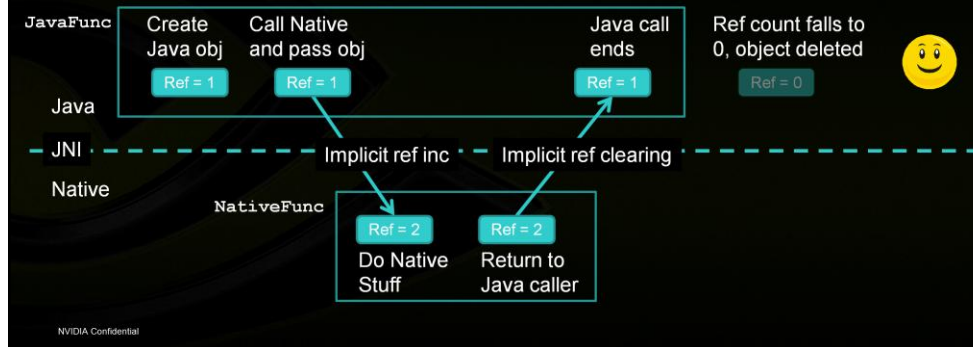 JavaFunc
Create
Java obj
Call Native
and pass obj
Java call
ends
Ref count falls to
0, object deleted
Ref = 1
Ref = 1
Ref = 1
Ref = 0
Java
JNI
Implicit ref inc
Implicit ref clearing
Native
NativeFunc
Ref = 2
Ref = 2
Do Native
Stuff
Return to
Java caller
NVIDIA Confidential